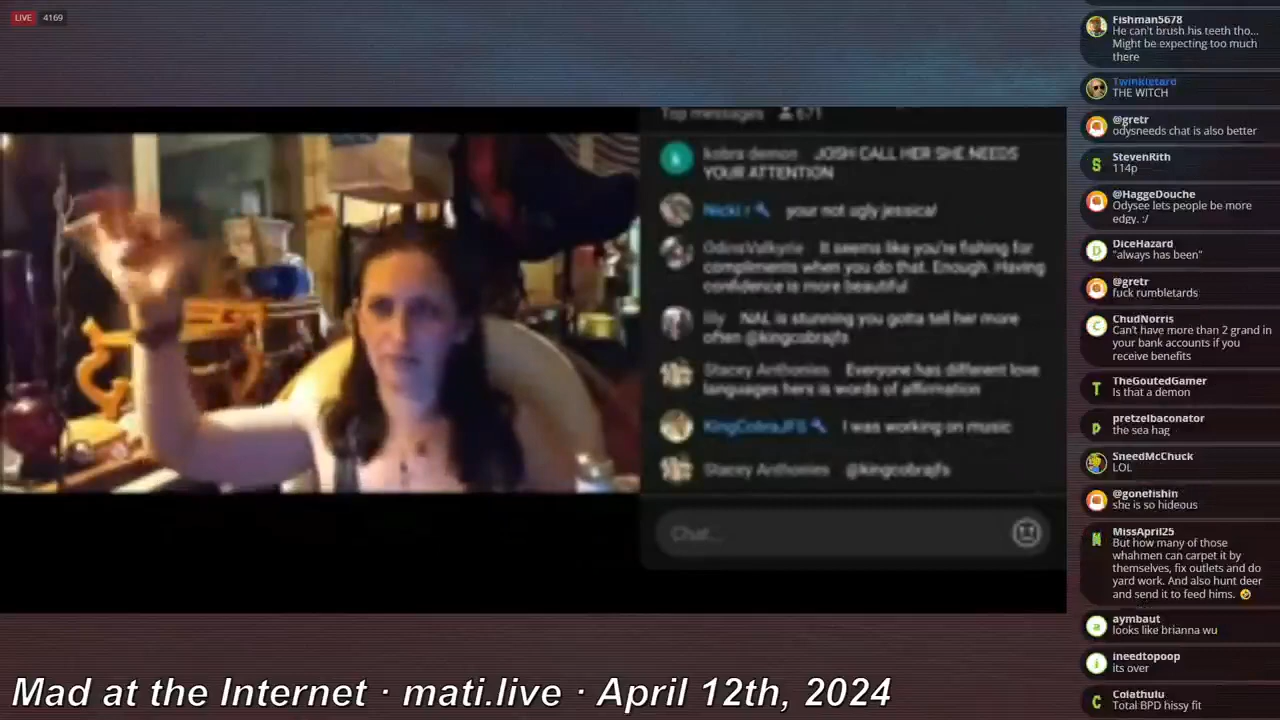 LIVE 4169
Top messages 671
kobra demon JOSH CALL HER SHE NEEDS
YOUR ATTENTION
Nicki r your not ugly jessica!
OdinsValkyrie It seems like you're fishing for
compliments when you do that. Enough. Having
confidence is more beautiful
lily NAL is stunning you gotta tell her more
often @kingcobrajfs
Stacey Anthonies Everyone has different love
languages hers is words of affirmation
KingCobraJFS I was working on music
Stacey Anthonies @kingcobrajfs
Chat...
Fishman5678
He can't brush his teeth tho...
Might be expecting too much
there
Twinkletard
THE WITCH
@gretr
odysneeds chat is also better
StevenRith
114p
@HaggeDouche
Odysee lets people be more
edgy. :/
DiceHazard
"always has been"
@gretr
fuck rumbletards
ChudNorris
Can't have more than 2 grand in
your bank accounts if you
receive benefits
TheGoutedGamer
Is that a demon
pretzelbaconator
the sea hag
SneedMcChuck
LOL
@gonefishin
she is so hideous
MissApril25
But how many of those
whahmen can carpet it by
themselves, fix outlets and do
yard work. And also hunt deer
and send it to feed hims. 🤣
aymbaut
looks like brianna wu
ineedtopoop
its over
Colathulu
Total BPD hissy fit
Mad at the Internet · mati.live · April 12th, 2024